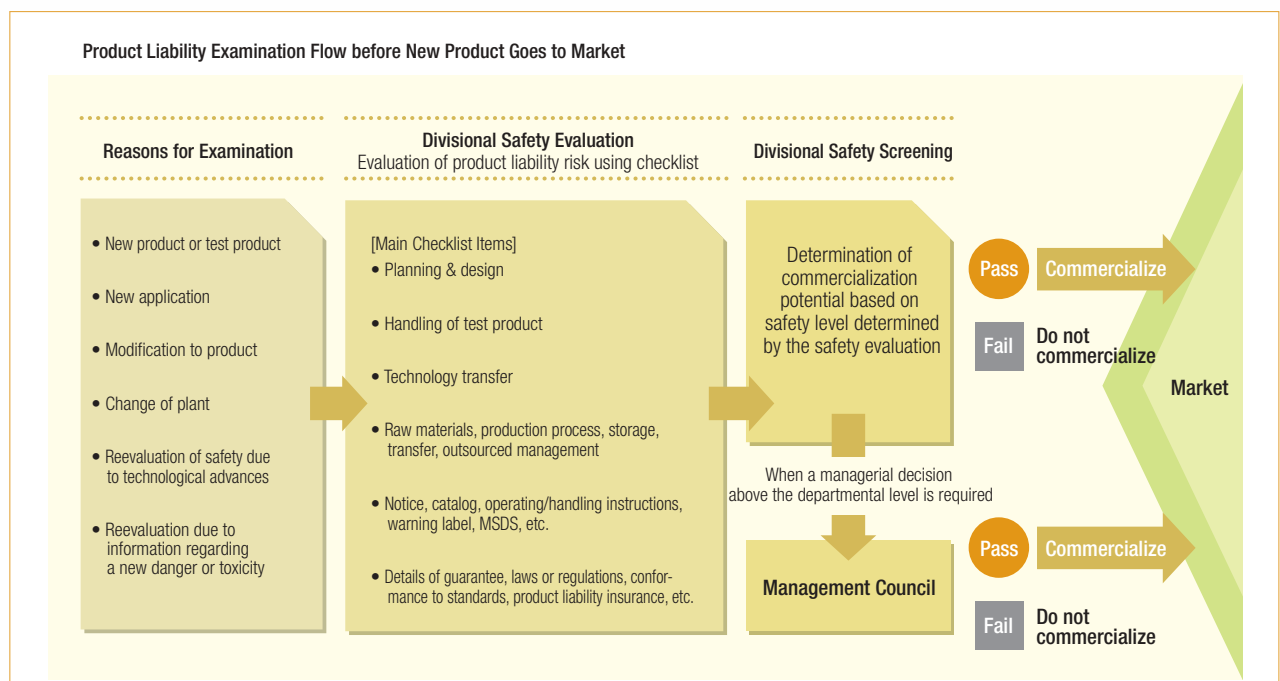 Product Liability Examination Flow before New Product Goes to Market
Reasons for Examination
• New product or test product
• New application
• Modification to product
• Change of plant
• Reevaluation of safety due
to technological advances
• Reevaluation due to
information regarding
a new danger or toxicity
Divisional Safety Evaluation
Evaluation of product liability risk using checklist
[Main Checklist Items]
• Planning & design
• Handling of test product
• Technology transfer
• Raw materials, production process, storage,
transfer, outsourced management
• Notice, catalog, operating/handling instructions,
warning label, MSDS, etc.
• Details of guarantee, laws or regulations, confor-
mance to standards, product liability insurance, etc.
Divisional Safety Screening
Determination of
commercialization
potential based on
safety level determined
by the safety evaluation
Pass
Commercialize
Fail
Do not
commercialize
When a managerial decision
above the departmental level is required
Management Council
Pass
Commercialize
Fail
Do not
commercialize
Market